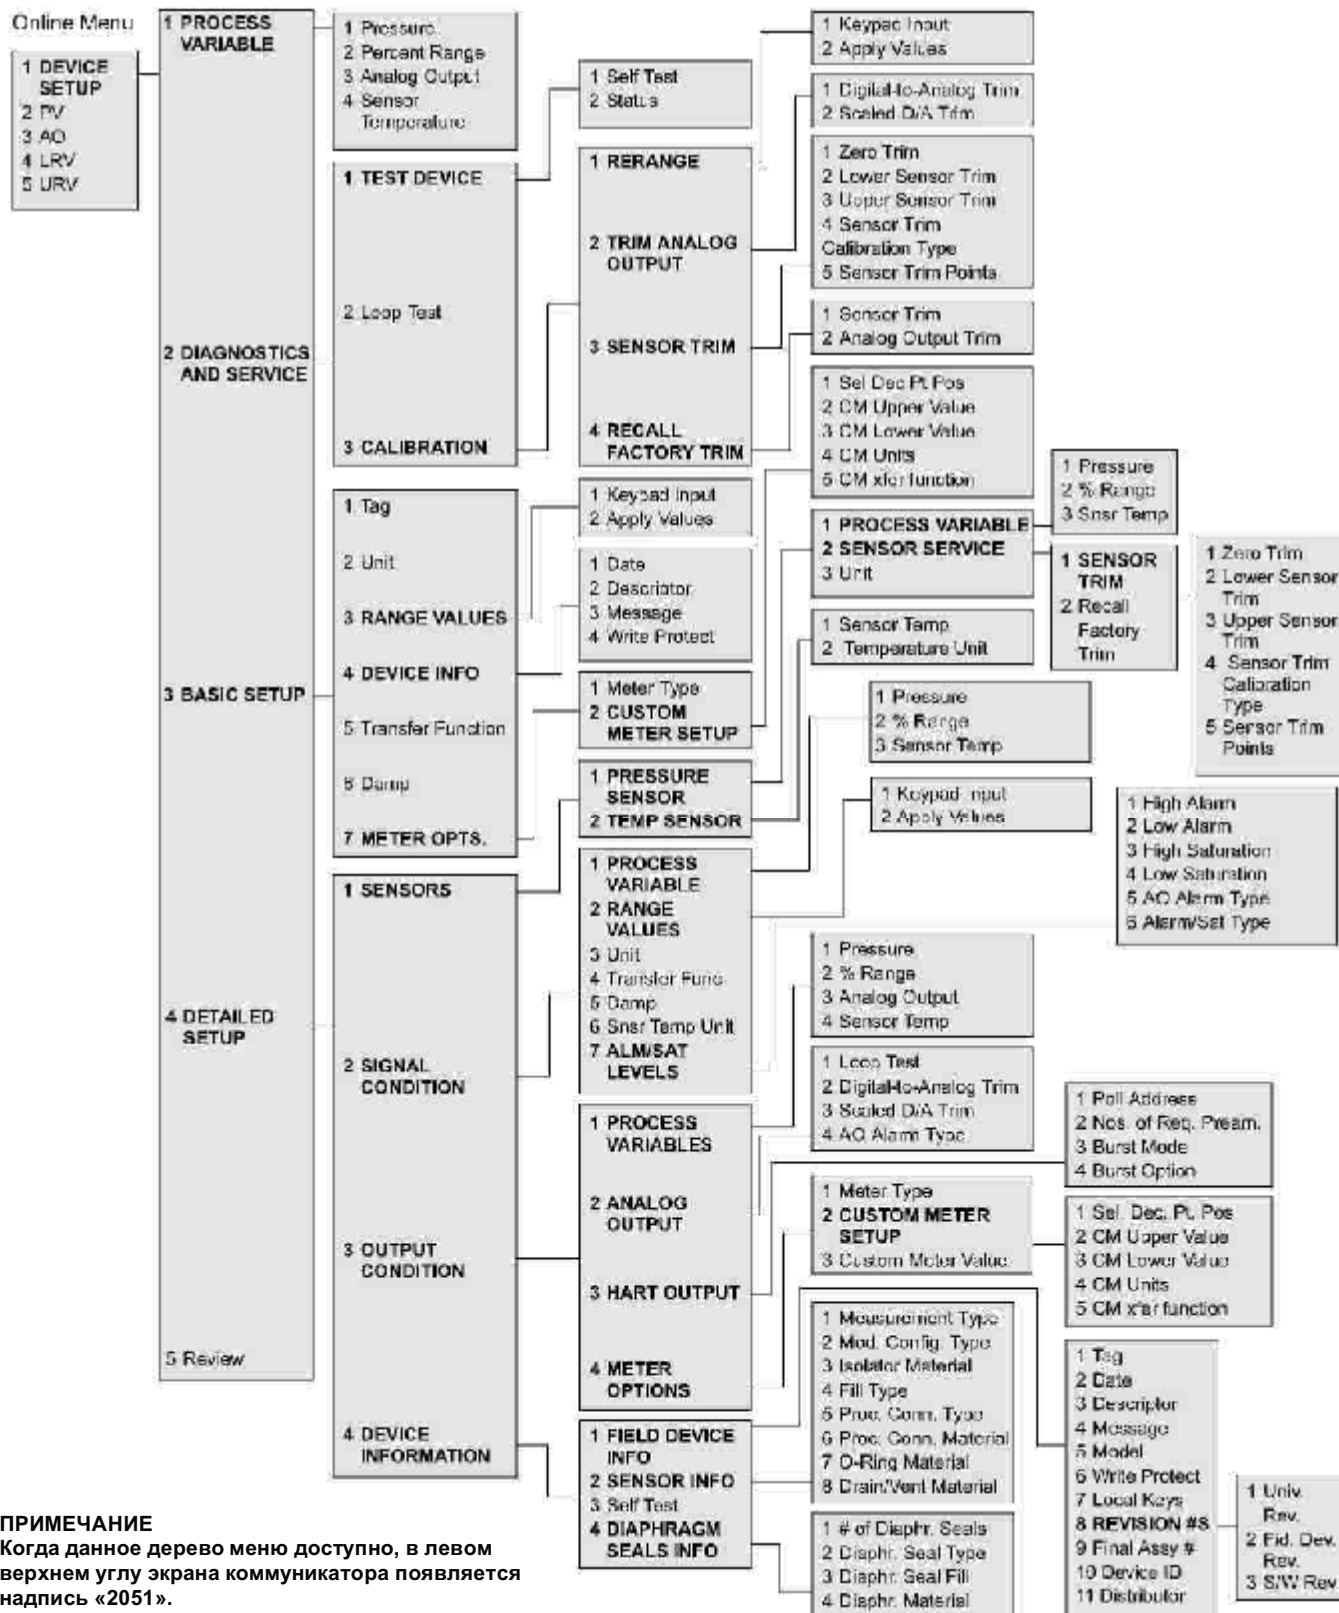 Online Menu
1 DEVICE
SETUP
2 PV
3 AO
4 LRV
5 URV
1 PROCESS
VARIABLE
2 DIAGNOSTICS
AND SERVICE
3 BASIC SETUP
4 DETAILED
SETUP
5 Review
1 Pressure
2 Percent Range
3 Analog Output
4 Sensor
Temperature
1 TEST DEVICE
2 Loop Test
3 CALIBRATION
1 Self Test
2 Status
1 RERANGE
2 TRIM ANALOG
OUTPUT
3 SENSOR TRIM
4 RECALL
FACTORY TRIM
1 Keypad Input
2 Apply Values
1 Digital-to-Analog Trim
2 Scaled D/A Trim
1 Zero Trim
2 Lower Sensor Trim
3 Upper Sensor Trim
4 Sensor Trim
Calibration Type
5 Sensor Trim Points
1 Sensor Trim
2 Analog Output Trim
1 Sel Dec Pt Pos
2 CM Upper Value
3 CM Lower Value
4 CM Units
5 CM xfer function
1 Tag
2 Unit
3 RANGE VALUES
4 DEVICE INFO
5 Transfer Function
6 Damp
7 METER OPTS.
1 Keypad Input
2 Apply Values
1 Date
2 Descriptor
3 Message
4 Write Protect
1 Meter Type
2 CUSTOM
METER SETUP
1 PRESSURE
SENSOR
2 TEMP SENSOR
1 PROCESS VARIABLE
2 SENSOR SERVICE
3 Unit
1 Pressure
2 % Range
3 Snsr Temp
1 SENSOR
TRIM
2 Recall
Factory
Trim
1 Zero Trim
2 Lower Sensor
Trim
3 Upper Sensor
Trim
4 Sensor Trim
Calibration
Type
5 Sensor Trim
Points
1 Sensor Temp
2 Temperature Unit
1 SENSORS
2 SIGNAL
CONDITION
3 OUTPUT
CONDITION
4 DEVICE
INFORMATION
1 PROCESS
VARIABLE
2 RANGE
VALUES
3 Unit
4 Transfer Func
5 Damp
6 Snsr Temp Unit
7 ALM/SAT
LEVELS
1 Pressure
2 % Range
3 Sensor Temp
1 Keypad Input
2 Apply Values
1 High Alarm
2 Low Alarm
3 High Saturation
4 Low Saturation
5 AO Alarm Type
6 Alarm/Sat Type
1 PROCESS
VARIABLES
2 ANALOG
OUTPUT
3 HART OUTPUT
4 METER
OPTIONS
1 Pressure
2 % Range
3 Analog Output
4 Sensor Temp
1 Loop Test
2 Digital-to-Analog Trim
3 Scaled D/A Trim
4 AO Alarm Type
1 Poll Address
2 Nos. of Req. Pream.
3 Burst Mode
4 Burst Option
1 Meter Type
2 CUSTOM METER
SETUP
3 Custom Meter Value
1 Sel. Dec. Pt. Pos
2 CM Upper Value
3 CM Lower Value
4 CM Units
5 CM xfer function
1 FIELD DEVICE
INFO
2 SENSOR INFO
3 Self Test
4 DIAPHRAGM
SEALS INFO
1 Measurement Type
2 Mod. Config. Type
3 Isolator Material
4 Fill Type
5 Proc. Conn. Type
6 Proc. Conn. Material
7 O-Ring Material
8 Drain/Vent Material
1 # of Diaphr. Seals
2 Diaphr. Seal Type
3 Diaphr. Seal Fill
4 Diaphr. Material
1 Tag
2 Date
3 Descriptor
4 Message
5 Model
6 Write Protect
7 Local Keys
8 REVISION #S
9 Final Assy #
10 Device ID
11 Distributor
1 Univ.
Rev.
2 Fld. Dev.
Rev.
3 S/W Rev
ПРИМЕЧАНИЕ
Когда данное дерево меню доступно, в левом
верхнем углу экрана коммуникатора появляется
надпись «2051».